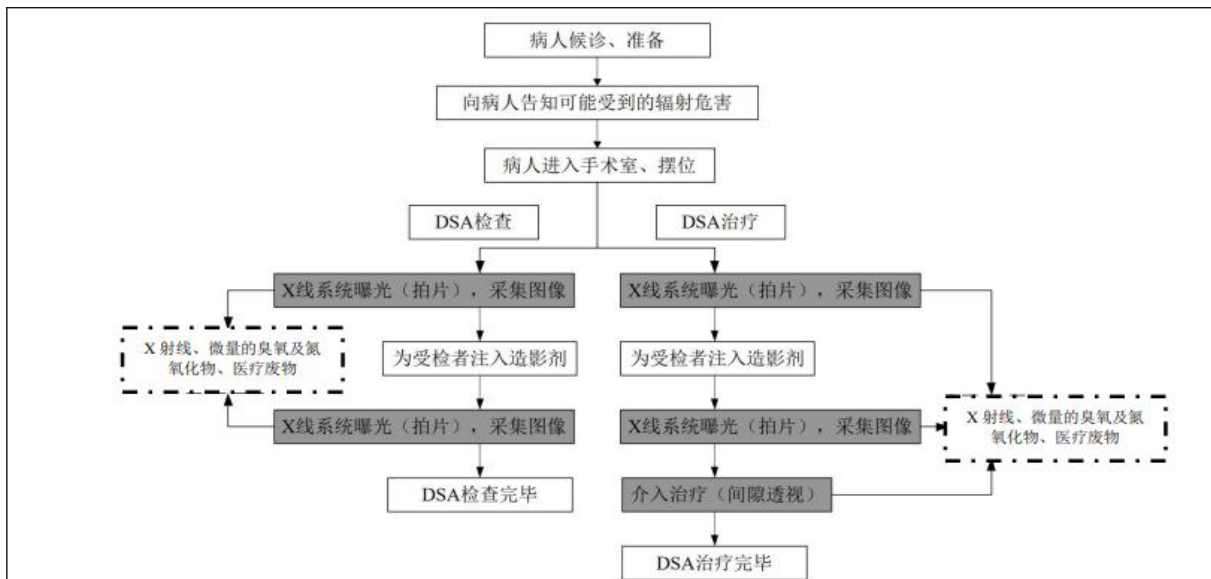 病人候诊、准备
向病人告知可能受到的辐射危害
病人进入手术室、摆位
DSA检查
DSA治疗
X线系统曝光（拍片），采集图像
X线系统曝光（拍片），采集图像
X 射线、微量的臭氧及氮
氧化物、医疗废物
为受检者注入造影剂
为受检者注入造影剂
X线系统曝光（拍片），采集图像
X线系统曝光（拍片），采集图像
X 射线、微量的臭氧及氮
氧化物、医疗废物
DSA检查完毕
介入治疗（间隙透视）
DSA治疗完毕